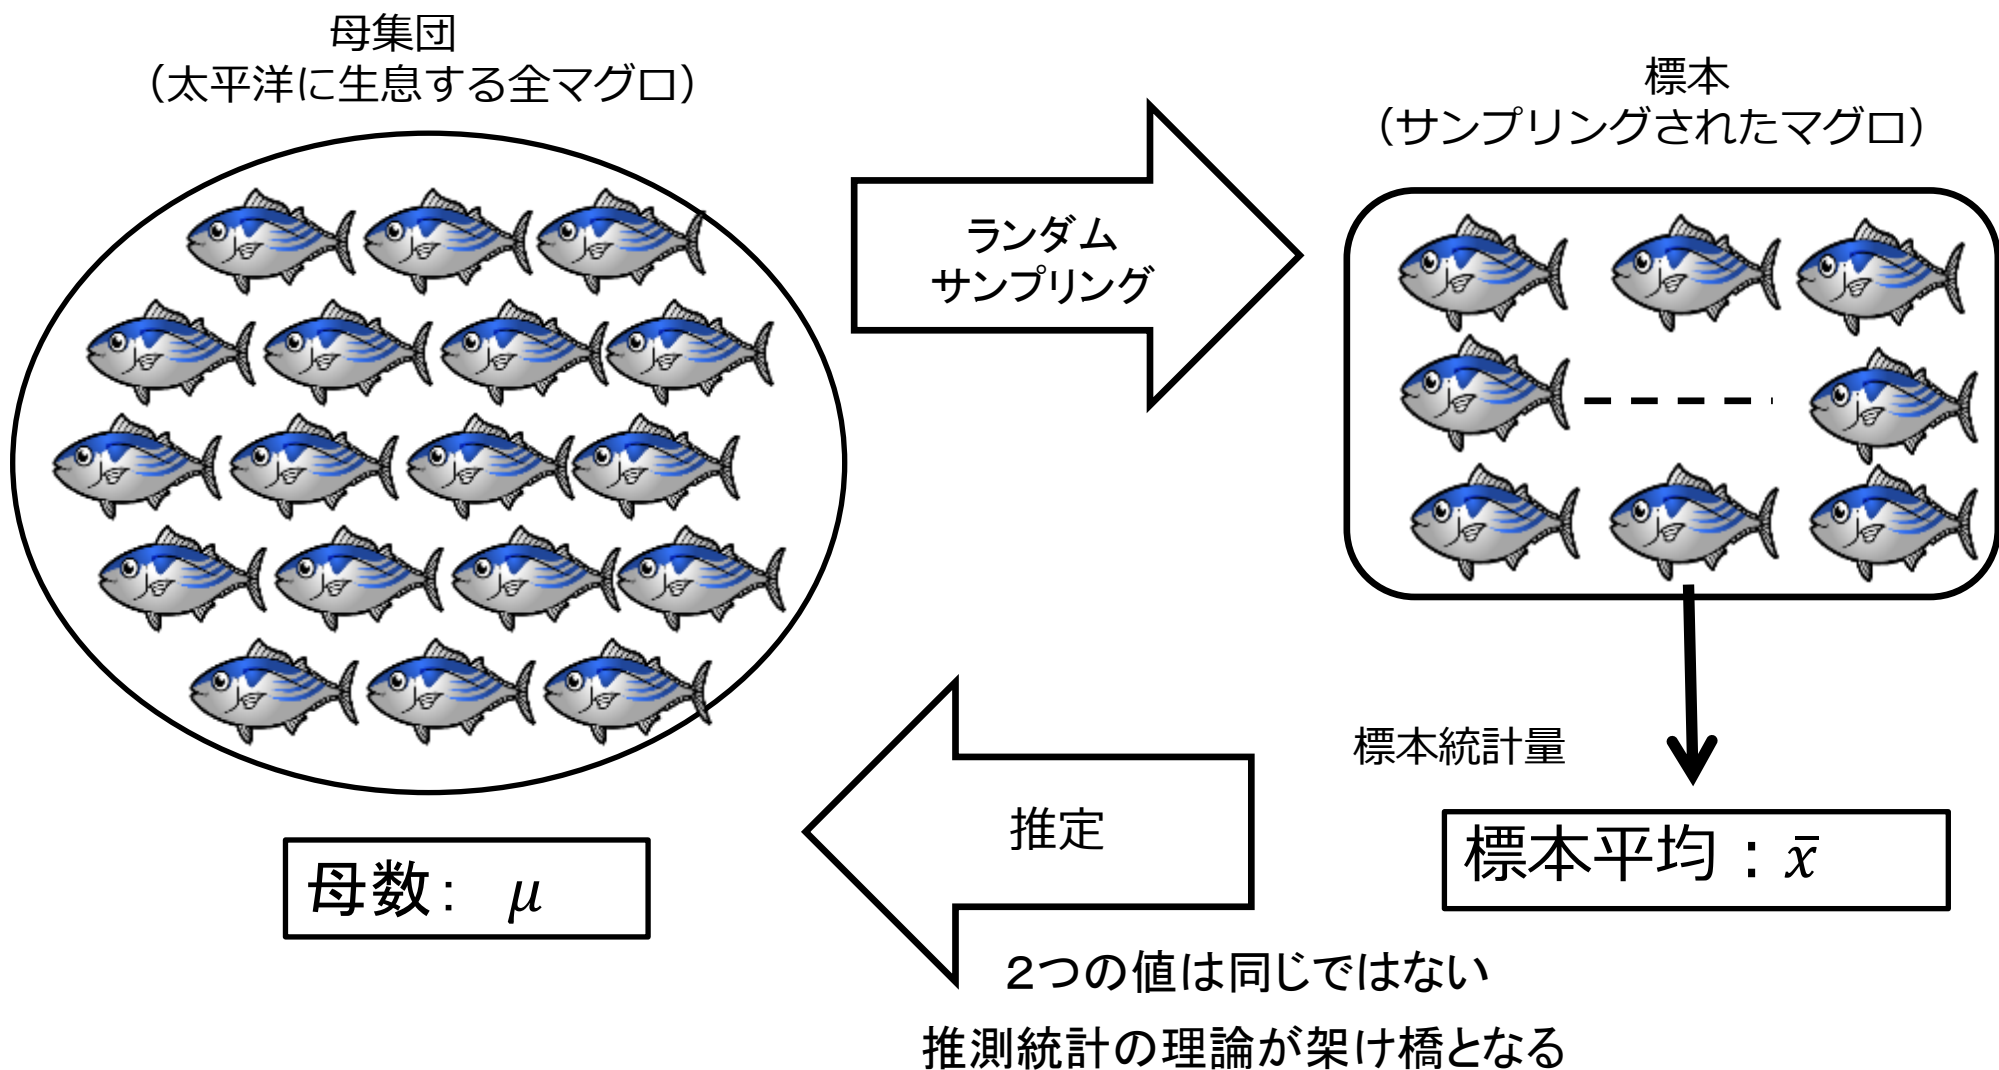 母集団
（太平洋に生息する全マグロ）
ランダム
サンプリング
標本
（サンプリングされたマグロ）
標本統計量
標本平均：x̄
推定
母数： μ
２つの値は同じではない
推測統計の理論が架け橋となる